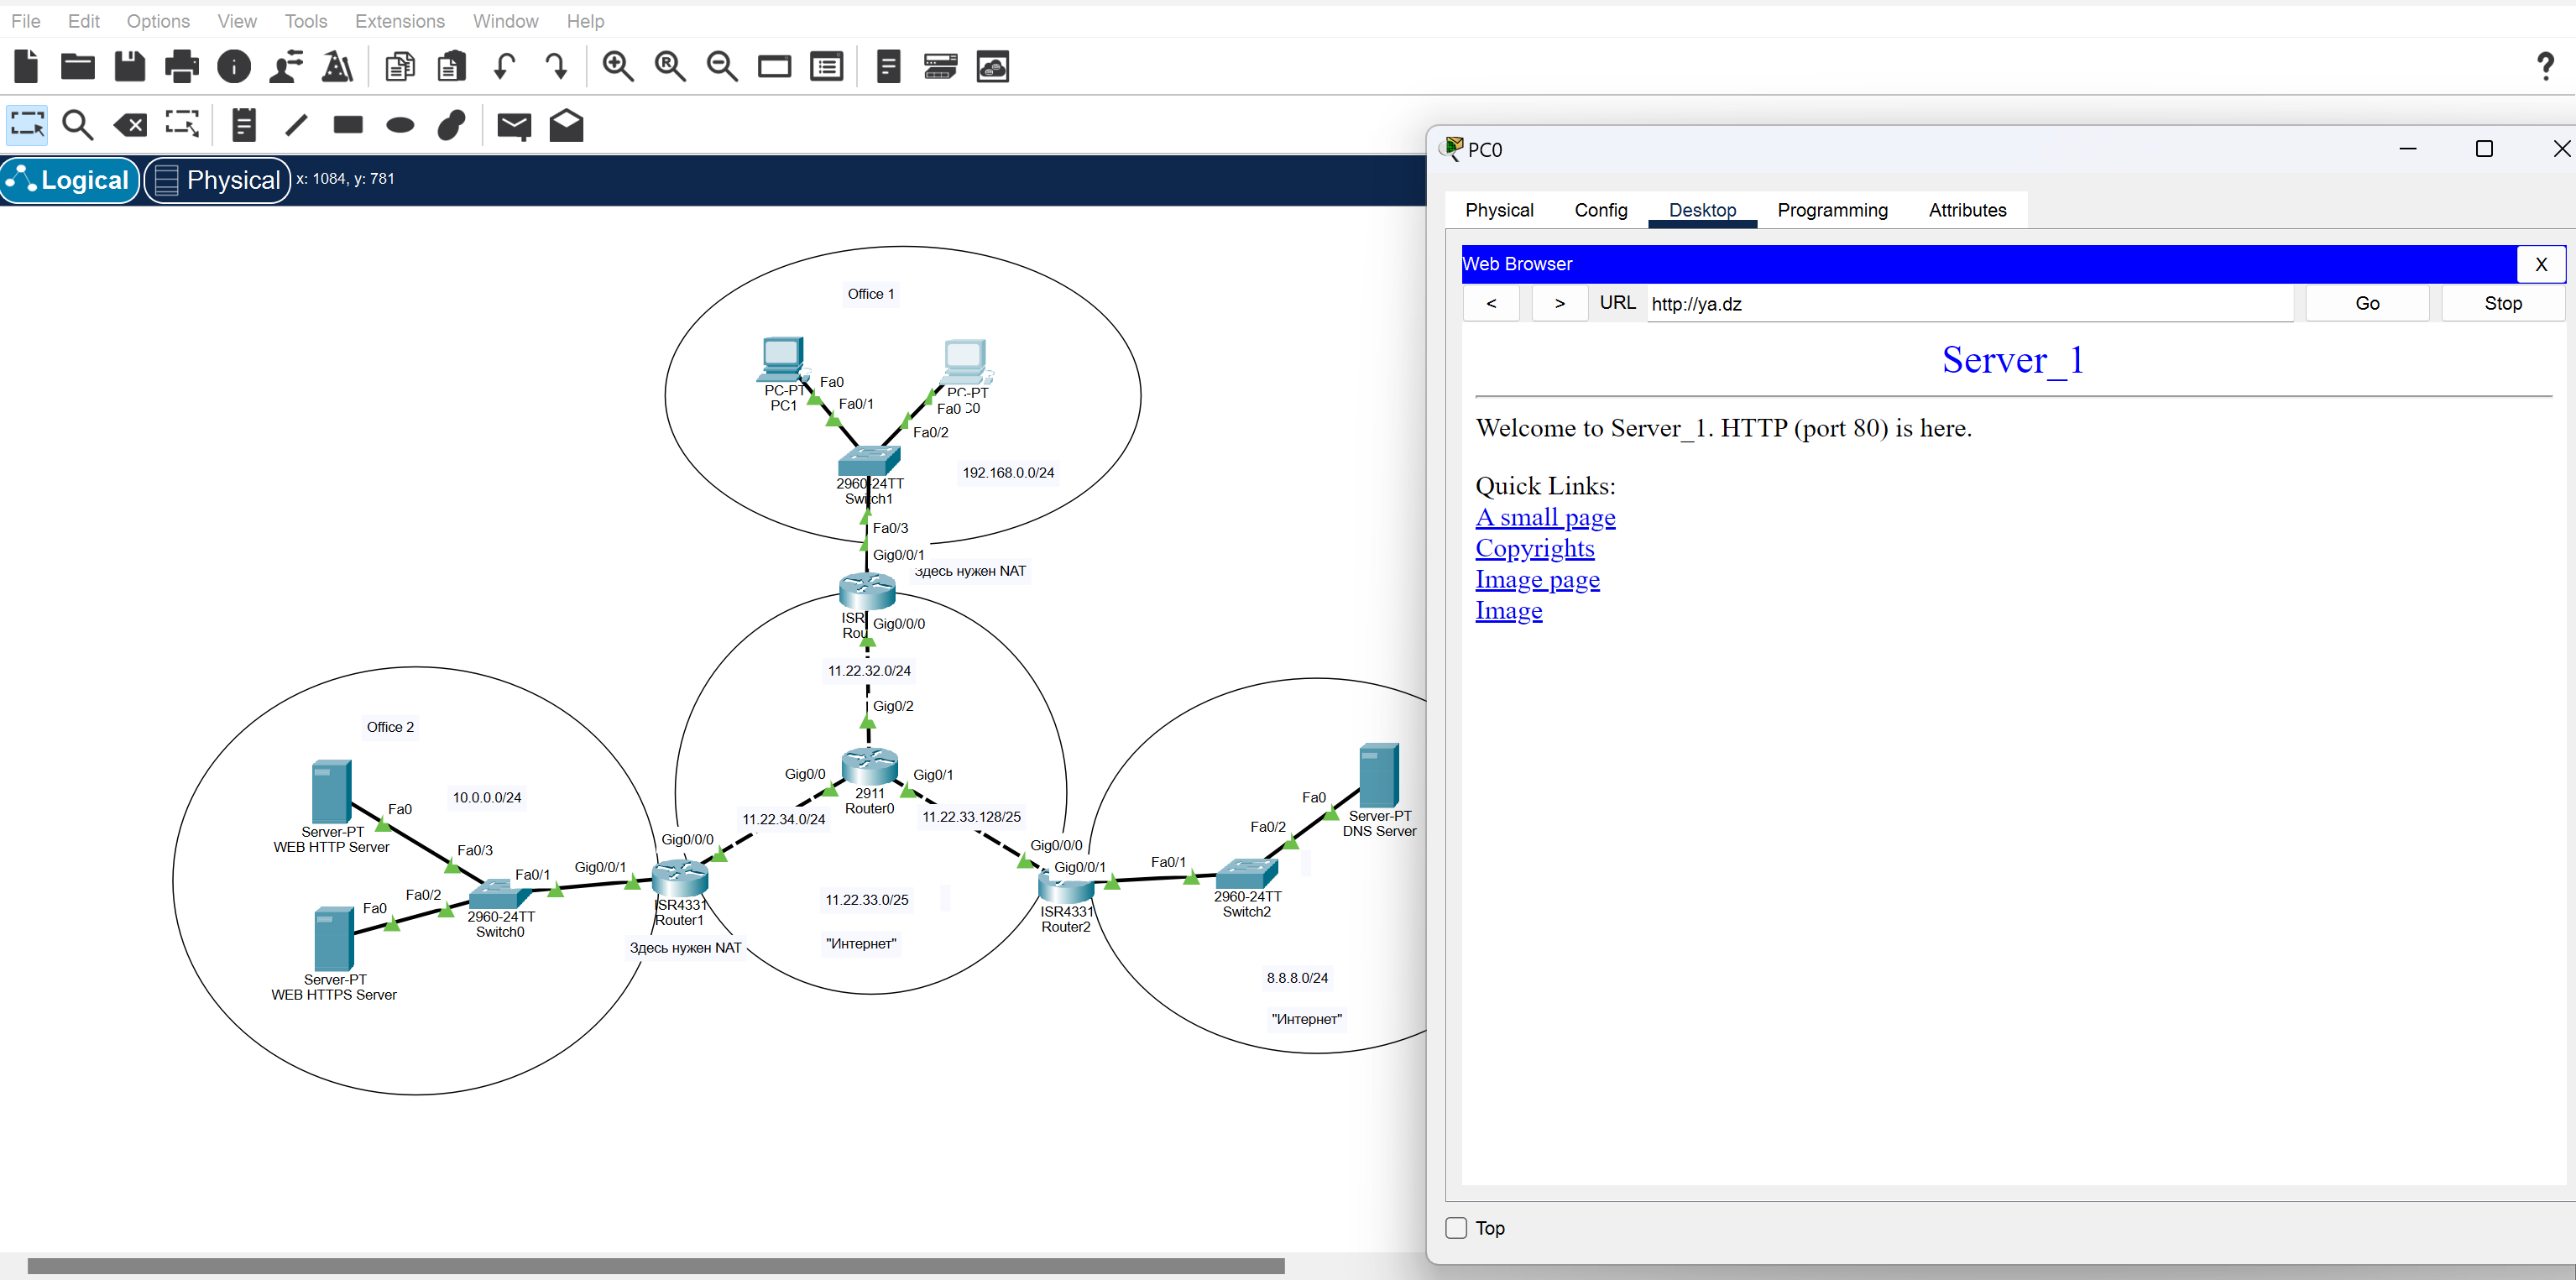 File Edit Options View Tools Extensions Window Help
Logical Physical x: 1084, y: 781
Office 1
PC-PT
PC1
Fa0
Fa0/1
PC-PT
Fa0 C0
Fa0/2
192.168.0.0/24
2960-24TT
Switch1
Fa0/3
Gig0/0/1
Здесь нужен NAT
ISR
Rou
Gig0/0/0
11.22.32.0/24
Gig0/2
Gig0/0
Gig0/1
2911
Router0
11.22.34.0/24
11.22.33.128/25
Office 2
10.0.0.0/24
Fa0
Server-PT
WEB HTTP Server
Fa0/3
Fa0/1
Gig0/0/1
Gig0/0/0
Fa0/2
Fa0
2960-24TT
Switch0
Server-PT
WEB HTTPS Server
ISR4331
Router1
Здесь нужен NAT
11.22.33.0/25
"Интернет"
Gig0/0/0
Gig0/0/1
ISR4331
Router2
Fa0/1
Fa0/2
Fa0
Server-PT
DNS Server
2960-24TT
Switch2
8.8.8.0/24
"Интернет"
PC0
Physical Config Desktop Programming Attributes
Web Browser X
< > URL http://ya.dz Go Stop
Server_1
Welcome to Server_1. HTTP (port 80) is here.
Quick Links:
A small page
Copyrights
Image page
Image
Top